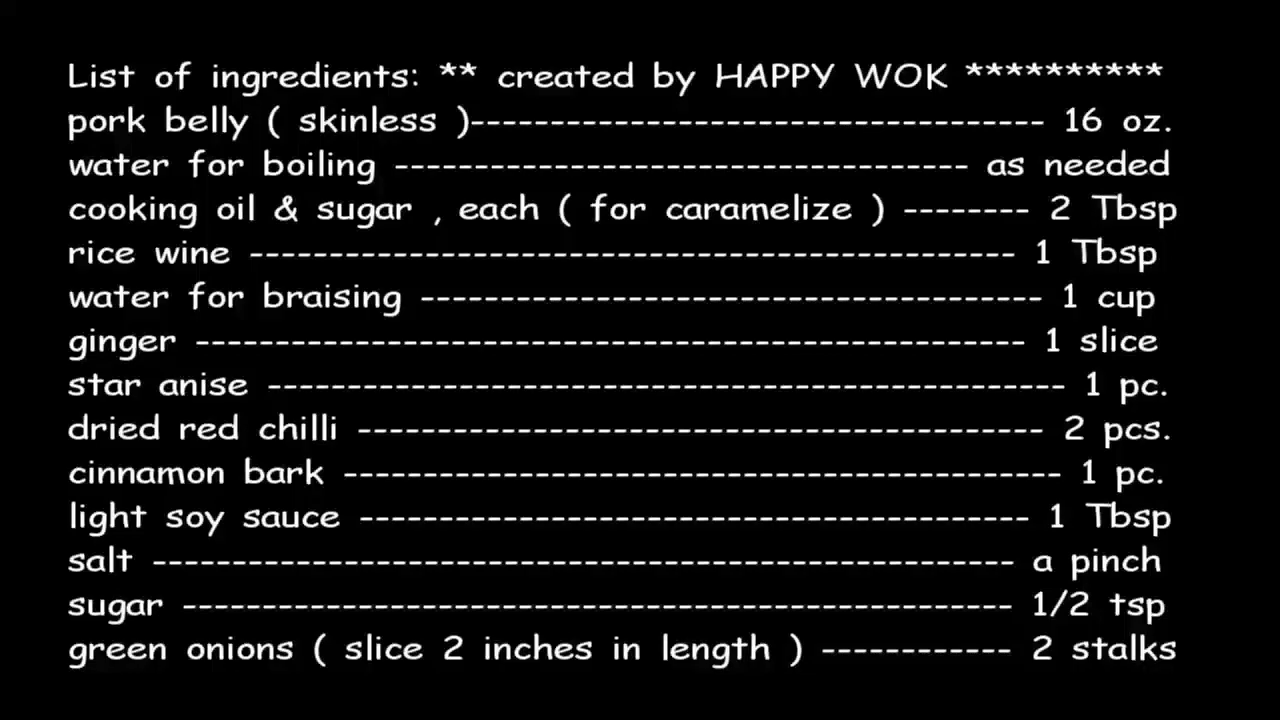 List of ingredients: ** created by HAPPY WOK **********
pork belly ( skinless )------------------------------------ 16 oz.
water for boiling ------------------------------------ as needed
cooking oil & sugar , each ( for caramelize ) -------- 2 Tbsp
rice wine ------------------------------------------------ 1 Tbsp
water for braising --------------------------------------- 1 cup
ginger ---------------------------------------------------- 1 slice
star anise -------------------------------------------------- 1 pc.
dried red chilli ------------------------------------------- 2 pcs.
cinnamon bark --------------------------------------------- 1 pc.
light soy sauce ------------------------------------------ 1 Tbsp
salt ------------------------------------------------------ a pinch
sugar ---------------------------------------------------- 1/2 tsp
green onions ( slice 2 inches in length ) ------------ 2 stalks